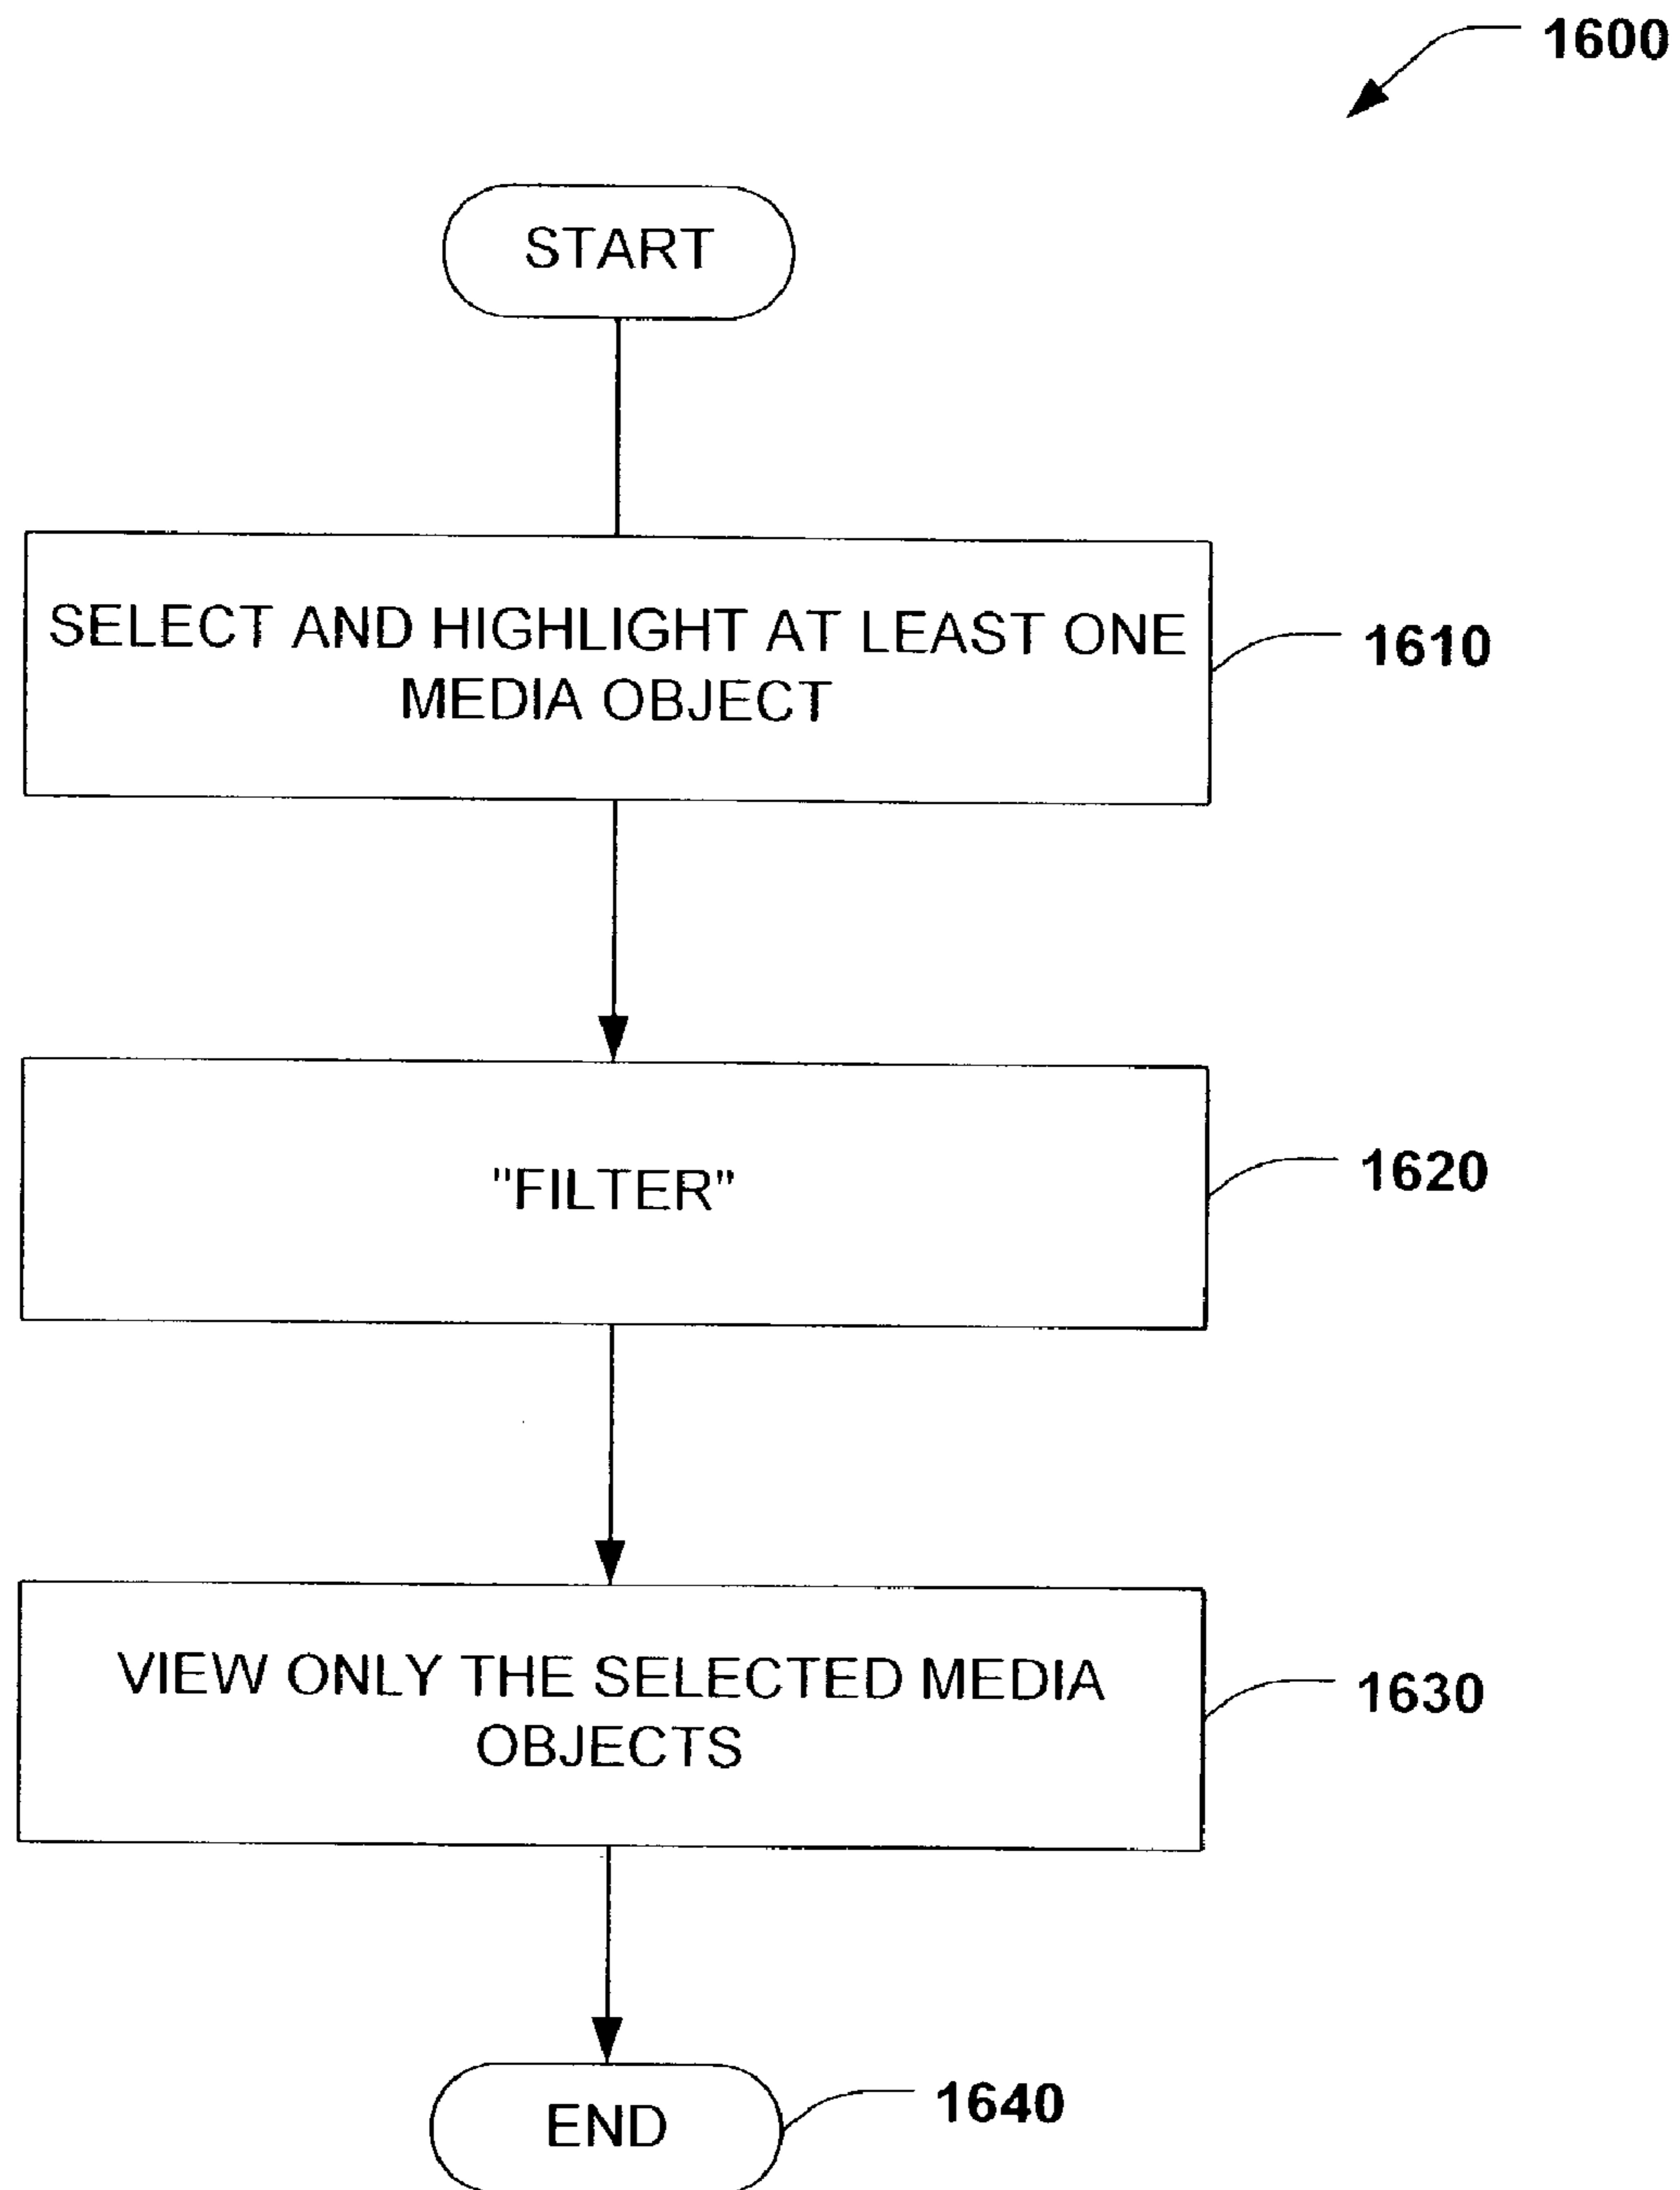 1600
START
SELECT AND HIGHLIGHT AT LEAST ONE
MEDIA OBJECT
1610
"FILTER"
1620
VIEW ONLY THE SELECTED MEDIA
OBJECTS
1630
END
1640